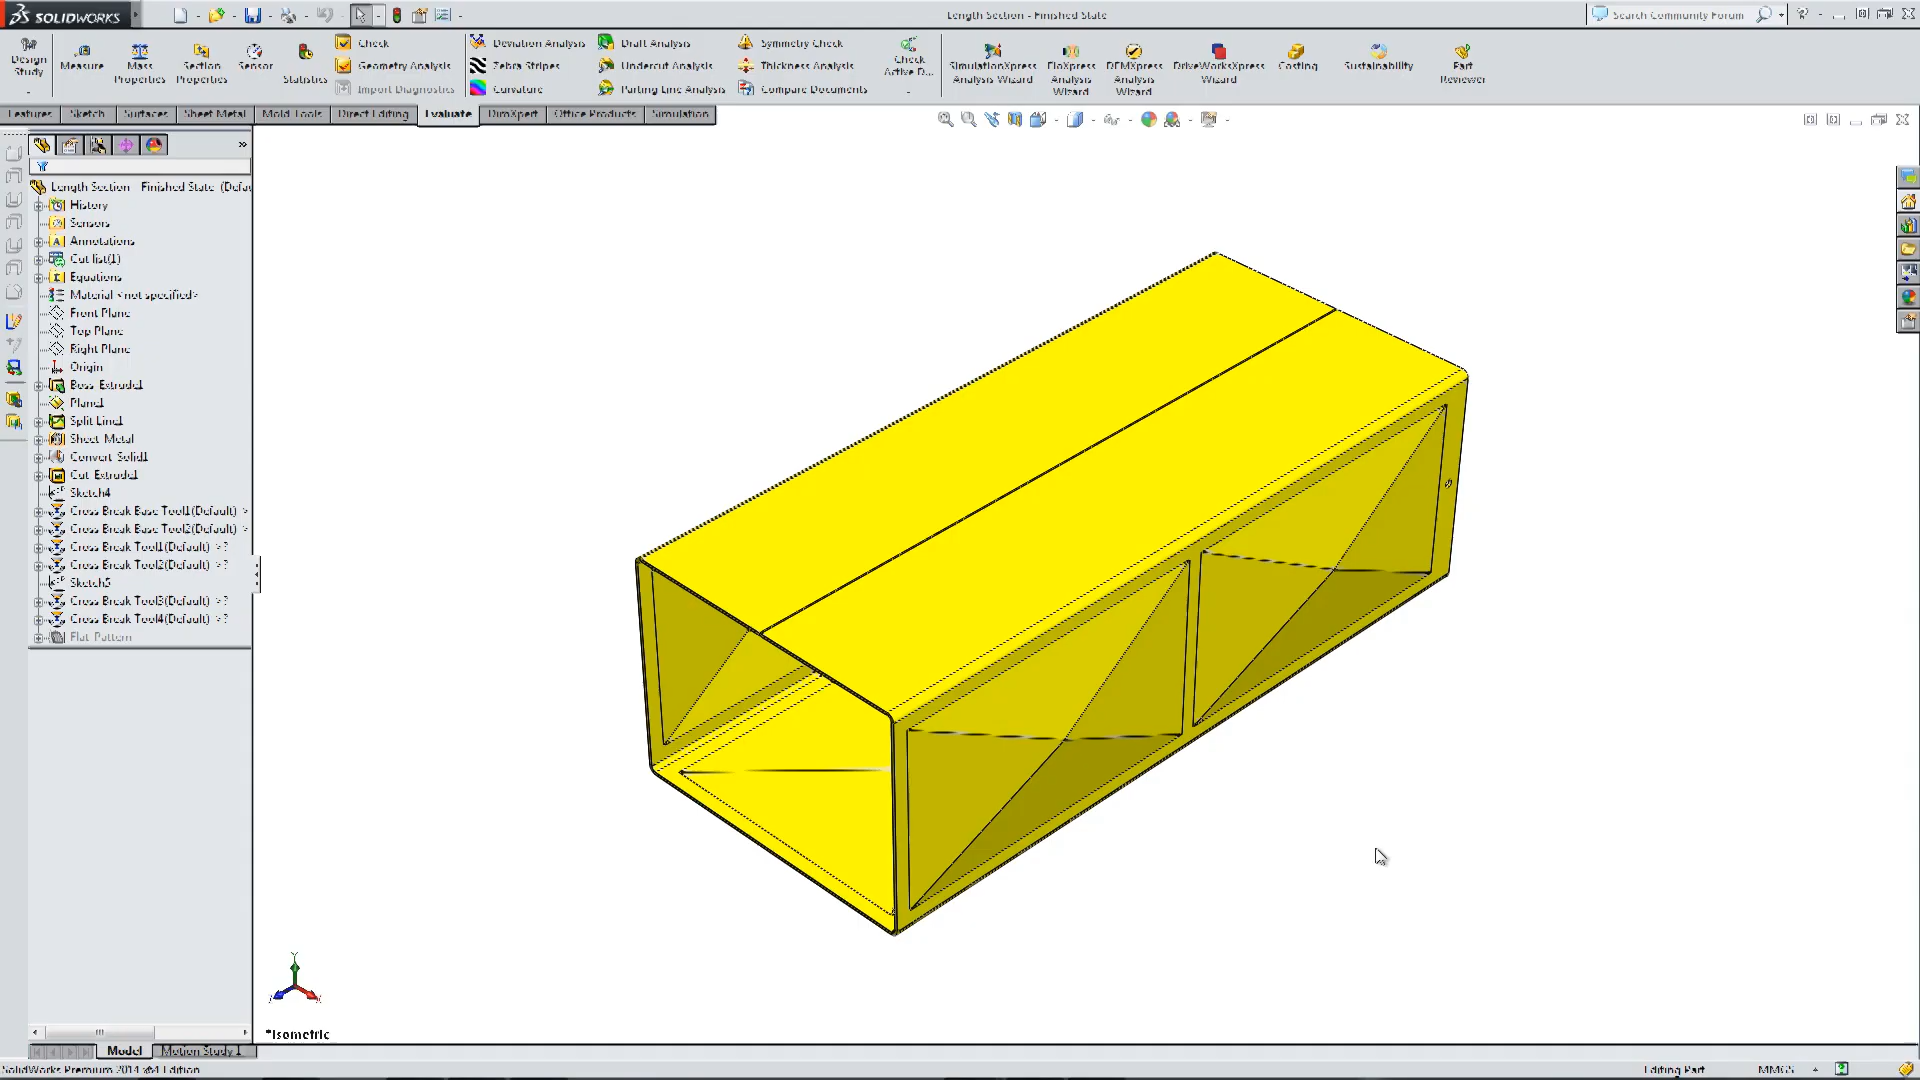 SOLIDWORKS
Length Section - Finished State
Search Community Forum
Design Study
Measure
Mass Properties
Section Properties
Sensor
Statistics
Check
Geometry Analysis
Import Diagnostics
Deviation Analysis
Zebra Stripes
Curvature
Draft Analysis
Undercut Analysis
Parting Line Analysis
Symmetry Check
Thickness Analysis
Compare Documents
Check Active D...
SimulationXpress Analysis Wizard
FloXpress Analysis Wizard
DFMXpress Analysis Wizard
DriveWorksXpress Wizard
Costing
Sustainability
Part Reviewer
Features
Sketch
Surfaces
Sheet Metal
Mold Tools
Direct Editing
Evaluate
DimXpert
Office Products
Simulation
Length Section - Finished State (Defau
History
Sensors
Annotations
Cut list(1)
Equations
Material <not specified>
Front Plane
Top Plane
Right Plane
Origin
Boss-Extrude1
Plane1
Split Line1
Sheet-Metal
Convert-Solid1
Cut-Extrude1
Sketch4
Cross Break Base Tool1(Default) ->
Cross Break Base Tool2(Default) ->
Cross Break Tool1(Default) ->?
Cross Break Tool2(Default) ->?
Sketch5
Cross Break Tool3(Default) ->?
Cross Break Tool4(Default) ->?
Flat-Pattern
*Isometric
Model
Motion Study 1
SolidWorks Premium 2014 x64 Edition
Editing Part
MMGS